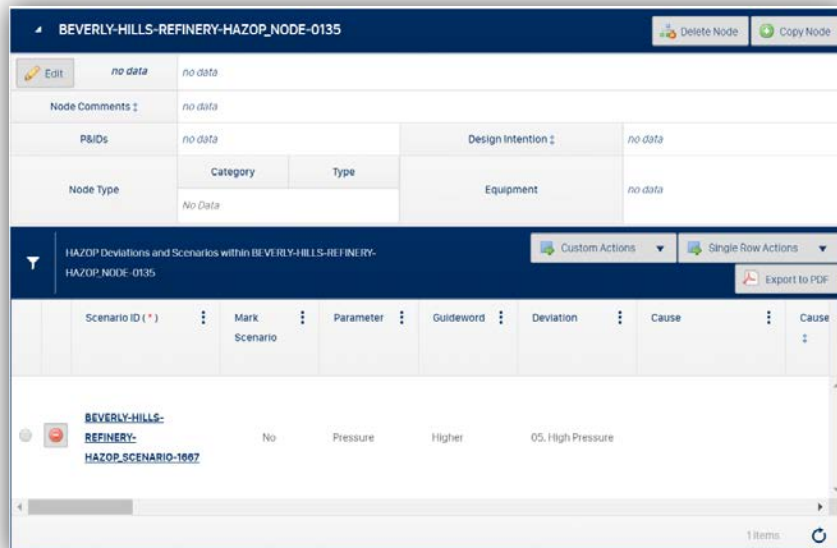 BEVERLY-HILLS-REFINERY-HAZOP_NODE-0135
Delete Node
Copy Node
Edit
no data
no data
Node Comments
no data
P&IDs
no data
Design Intention
no data
Node Type
Category
Type
No Data
Equipment
no data
HAZOP Deviations and Scenarios within BEVERLY-HILLS-REFINERY-
HAZOP_NODE-0135
Custom Actions
Single Row Actions
Export to PDF
Scenario ID (*)
Mark
Scenario
Parameter
Guideword
Deviation
Cause
Cause
BEVERLY-HILLS-
REFINERY-
HAZOP_SCENARIO-1667
No
Pressure
Higher
05. High Pressure
1 items